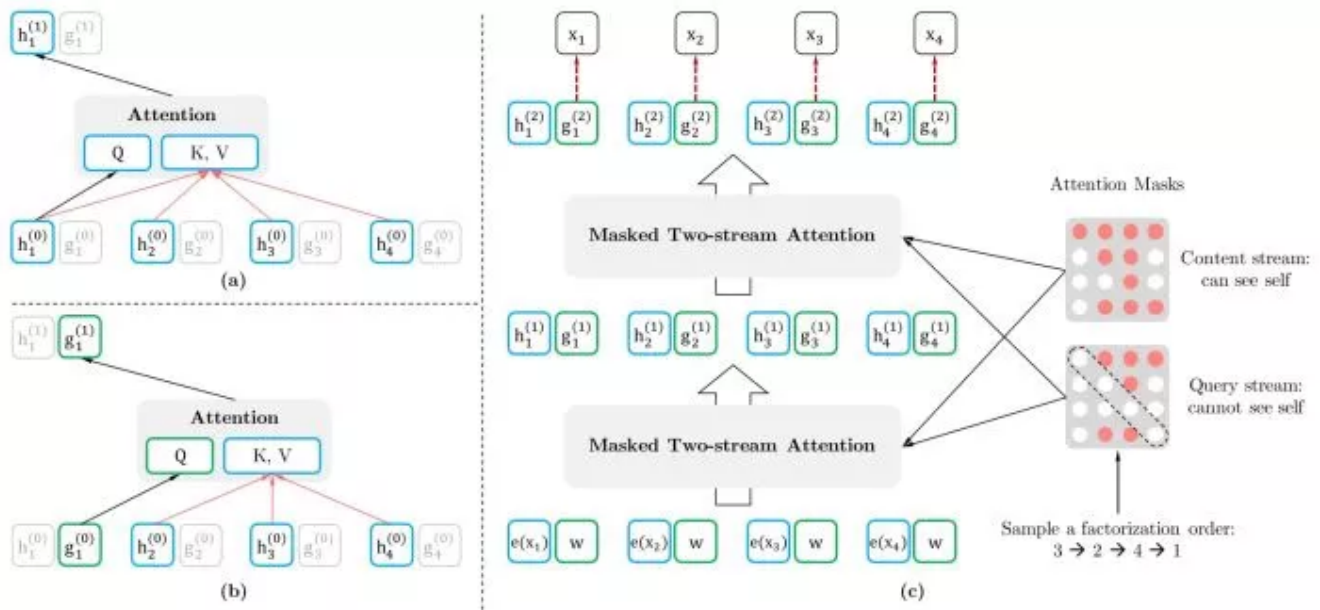 h₁⁽¹⁾ g₁⁽¹⁾
Attention
Q K, V
h₁⁽⁰⁾ g₁⁽⁰⁾ h₂⁽⁰⁾ g₂⁽⁰⁾ h₃⁽⁰⁾ g₃⁽⁰⁾ h₄⁽⁰⁾ g₄⁽⁰⁾
(a)
h₁⁽¹⁾ g₁⁽¹⁾
Attention
Q K, V
h₁⁽⁰⁾ g₁⁽⁰⁾ h₂⁽⁰⁾ g₂⁽⁰⁾ h₃⁽⁰⁾ g₃⁽⁰⁾ h₄⁽⁰⁾ g₄⁽⁰⁾
(b)
x₁ x₂ x₃ x₄
h₁⁽²⁾ g₁⁽²⁾ h₂⁽²⁾ g₂⁽²⁾ h₃⁽²⁾ g₃⁽²⁾ h₄⁽²⁾ g₄⁽²⁾
Masked Two-stream Attention
h₁⁽¹⁾ g₁⁽¹⁾ h₂⁽¹⁾ g₂⁽¹⁾ h₃⁽¹⁾ g₃⁽¹⁾ h₄⁽¹⁾ g₄⁽¹⁾
Masked Two-stream Attention
e(x₁) w e(x₂) w e(x₃) w e(x₄) w
(c)
Attention Masks
Content stream:
can see self
Query stream:
cannot see self
Sample a factorization order:
3 → 2 → 4 → 1